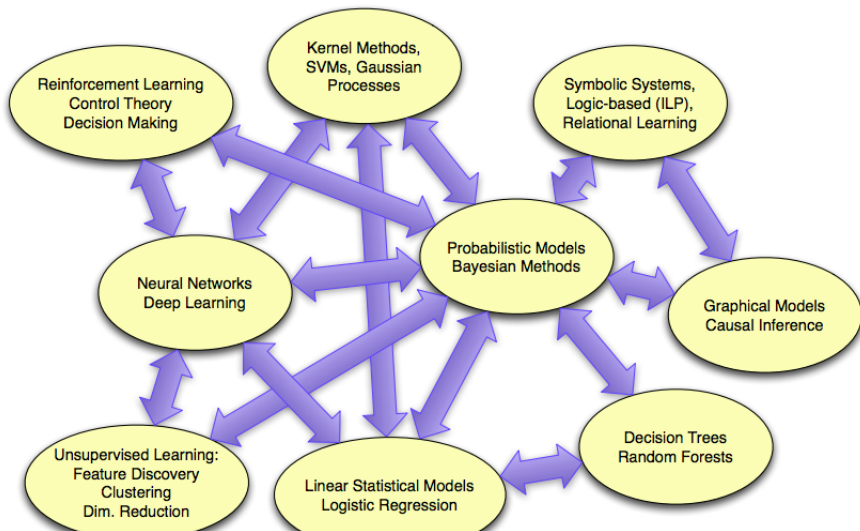 Kernel Methods,
SVMs, Gaussian
Processes
Reinforcement Learning
Control Theory
Decision Making
Symbolic Systems,
Logic-based (ILP),
Relational Learning
Probabilistic Models
Bayesian Methods
Neural Networks
Deep Learning
Graphical Models
Causal Inference
Decision Trees
Random Forests
Unsupervised Learning:
Feature Discovery
Clustering
Dim. Reduction
Linear Statistical Models
Logistic Regression